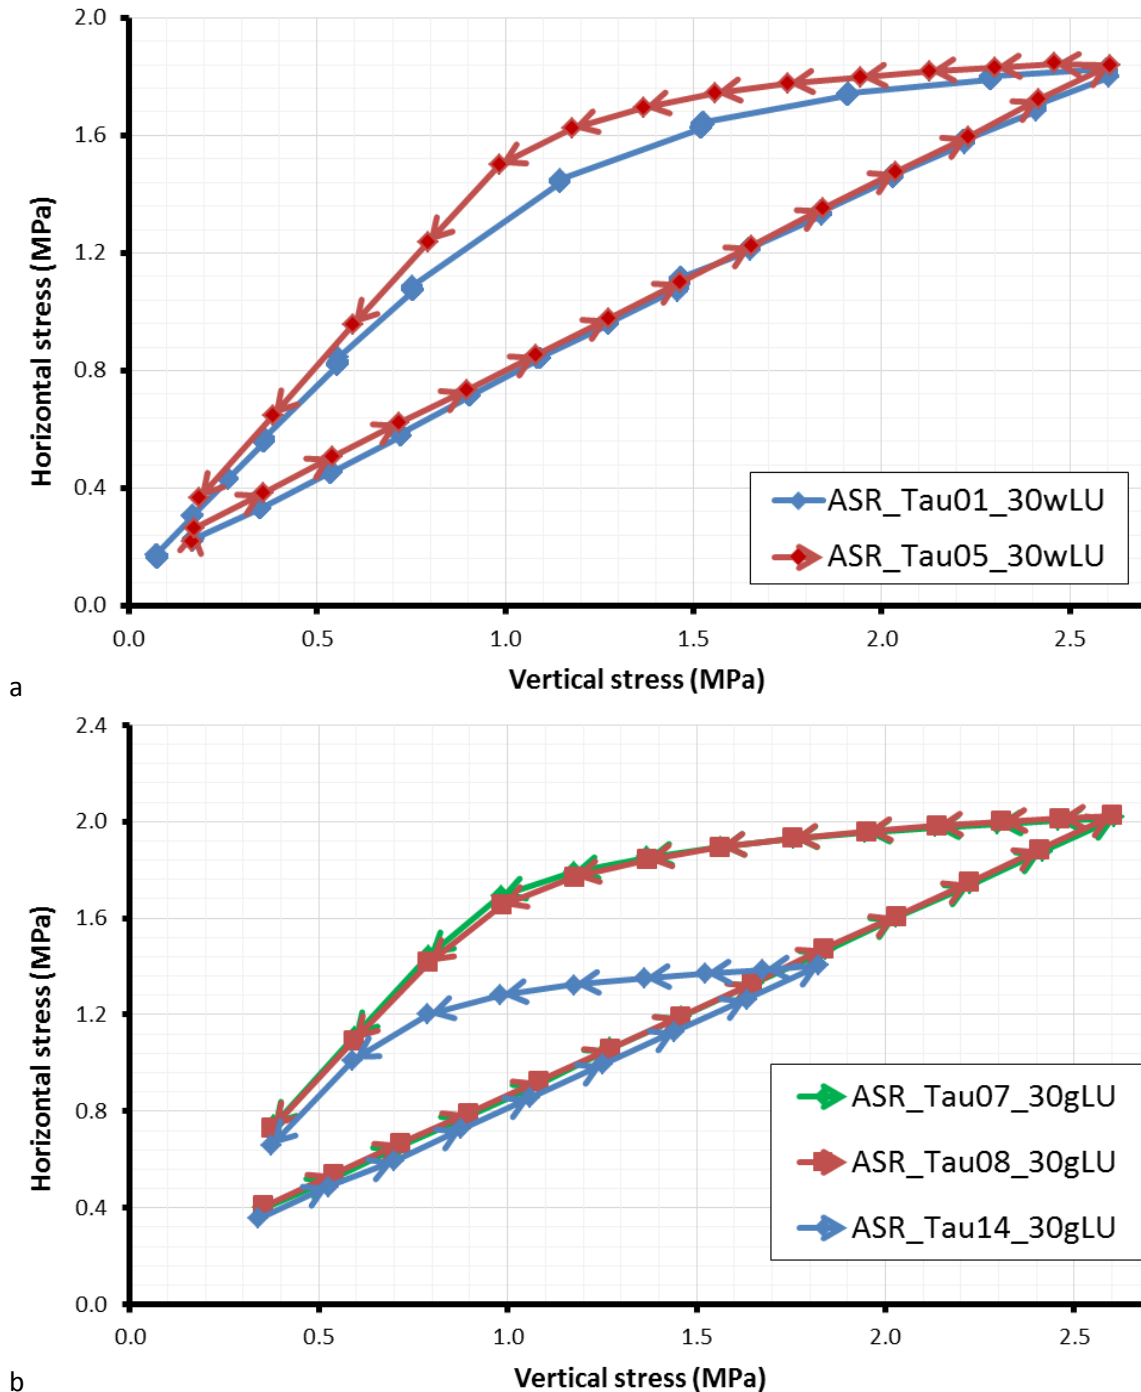 2.0
1.6
1.2
0.8
0.4
0.0
Horizontal stress (MPa)
ASR_Tau01_30wLU
ASR_Tau05_30wLU
0.0 0.5 1.0 1.5 2.0 2.5
Vertical stress (MPa)
a
2.4
2.0
1.6
1.2
0.8
0.4
0.0
Horizontal stress (MPa)
ASR_Tau07_30gLU
ASR_Tau08_30gLU
ASR_Tau14_30gLU
0.0 0.5 1.0 1.5 2.0 2.5
Vertical stress (MPa)
b